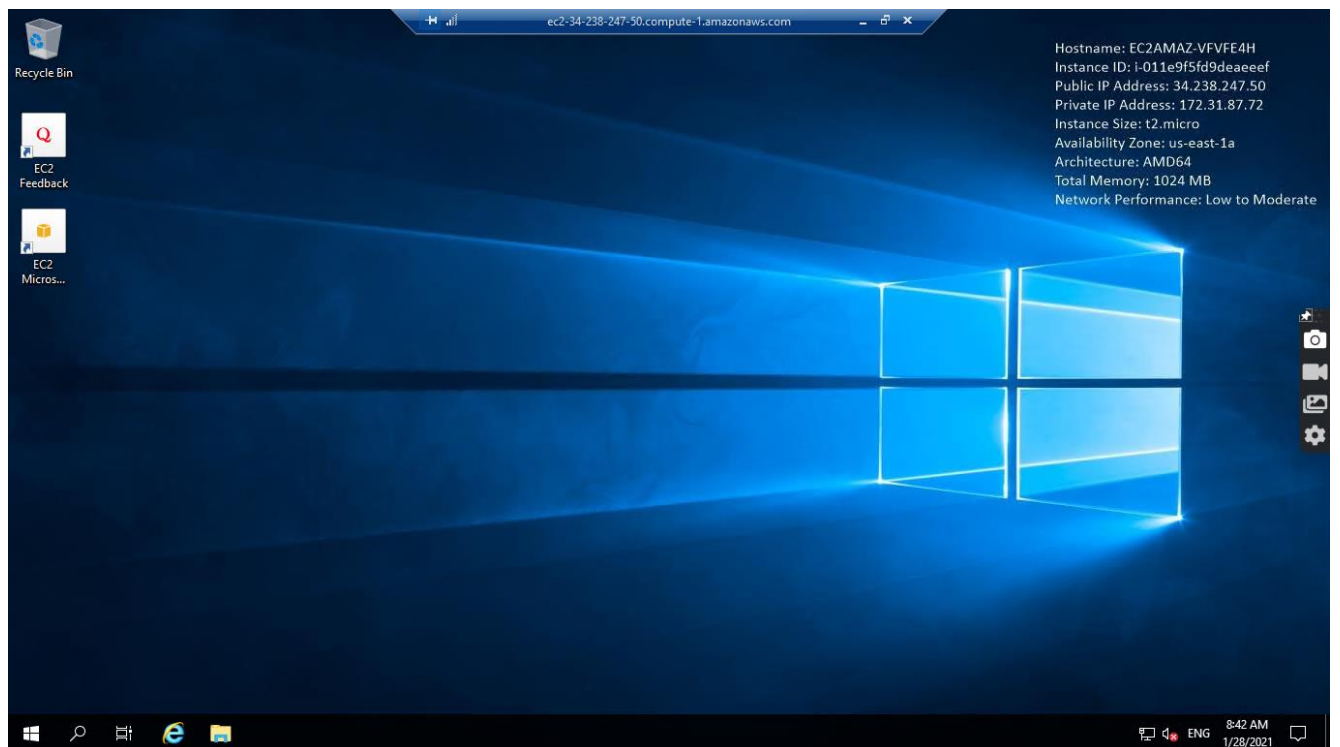 ec2-34-238-247-50.compute-1.amazonaws.com
Recycle Bin
Q
EC2
Feedback
EC2
Micros...
Hostname: EC2AMAZ-VFVFE4H
Instance ID: i-011e9f5fd9deaeeef
Public IP Address: 34.238.247.50
Private IP Address: 172.31.87.72
Instance Size: t2.micro
Availability Zone: us-east-1a
Architecture: AMD64
Total Memory: 1024 MB
Network Performance: Low to Moderate
ENG
8:42 AM
1/28/2021